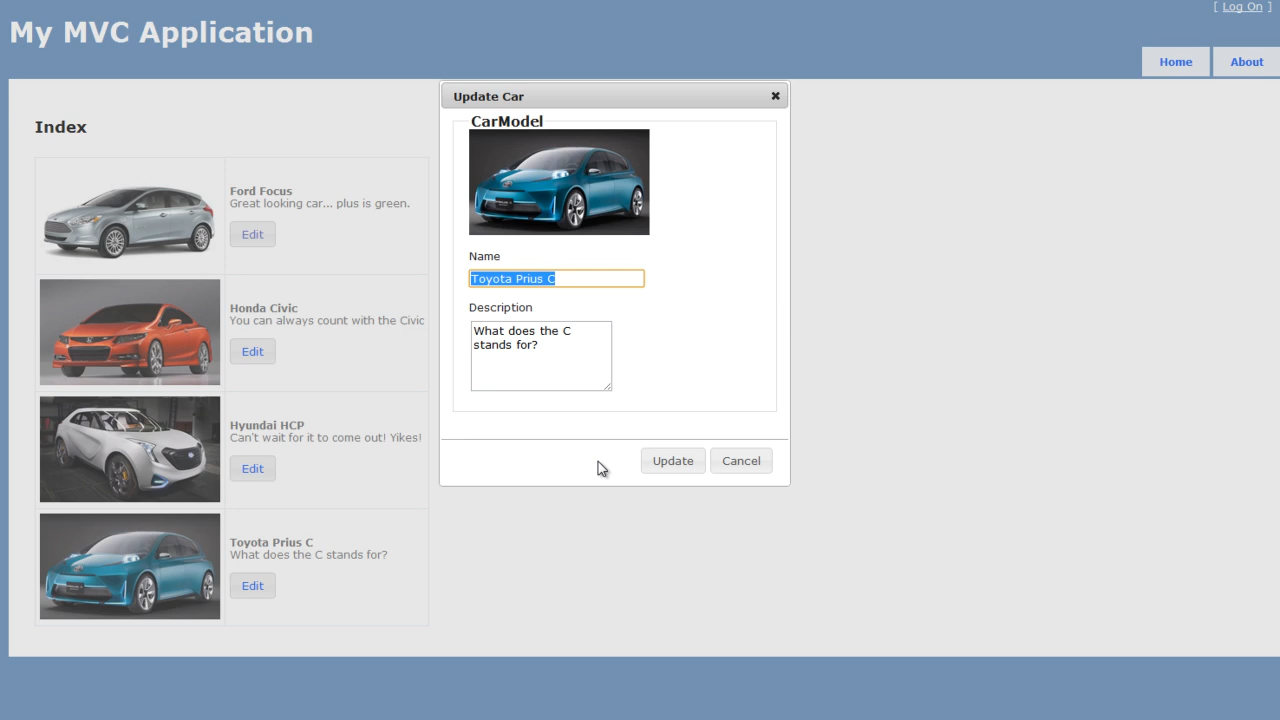 [ Log On ]
My MVC Application
Home
About
Index
Ford Focus
Great looking car... plus is green.
Edit
Honda Civic
You can always count with the Civic
Edit
Hyundai HCP
Can't wait for it to come out! Yikes!
Edit
Toyota Prius C
What does the C stands for?
Edit
Update Car
CarModel
Name
Toyota Prius C
Description
What does the C
stands for?
Update
Cancel